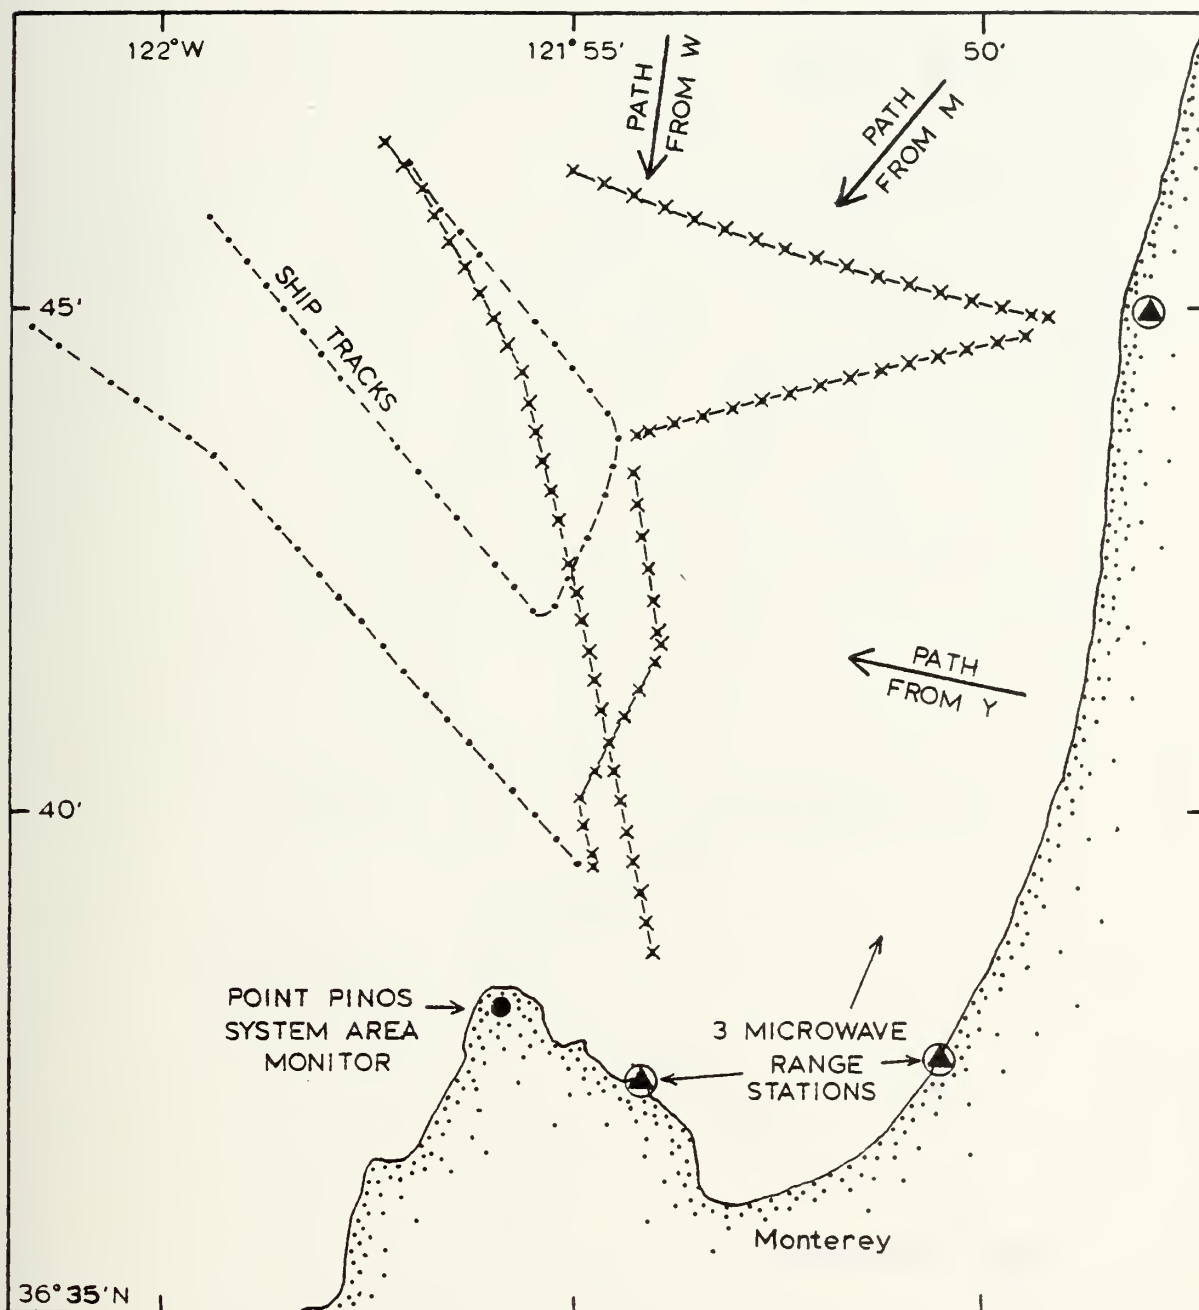 122°W
121°55'
50'
PATH
FROM W
PATH
FROM M
SHIP TRACKS
45'
PATH
FROM Y
40'
POINT PINOS
SYSTEM AREA
MONITOR
3 MICROWAVE
RANGE
STATIONS
Monterey
36°35'N